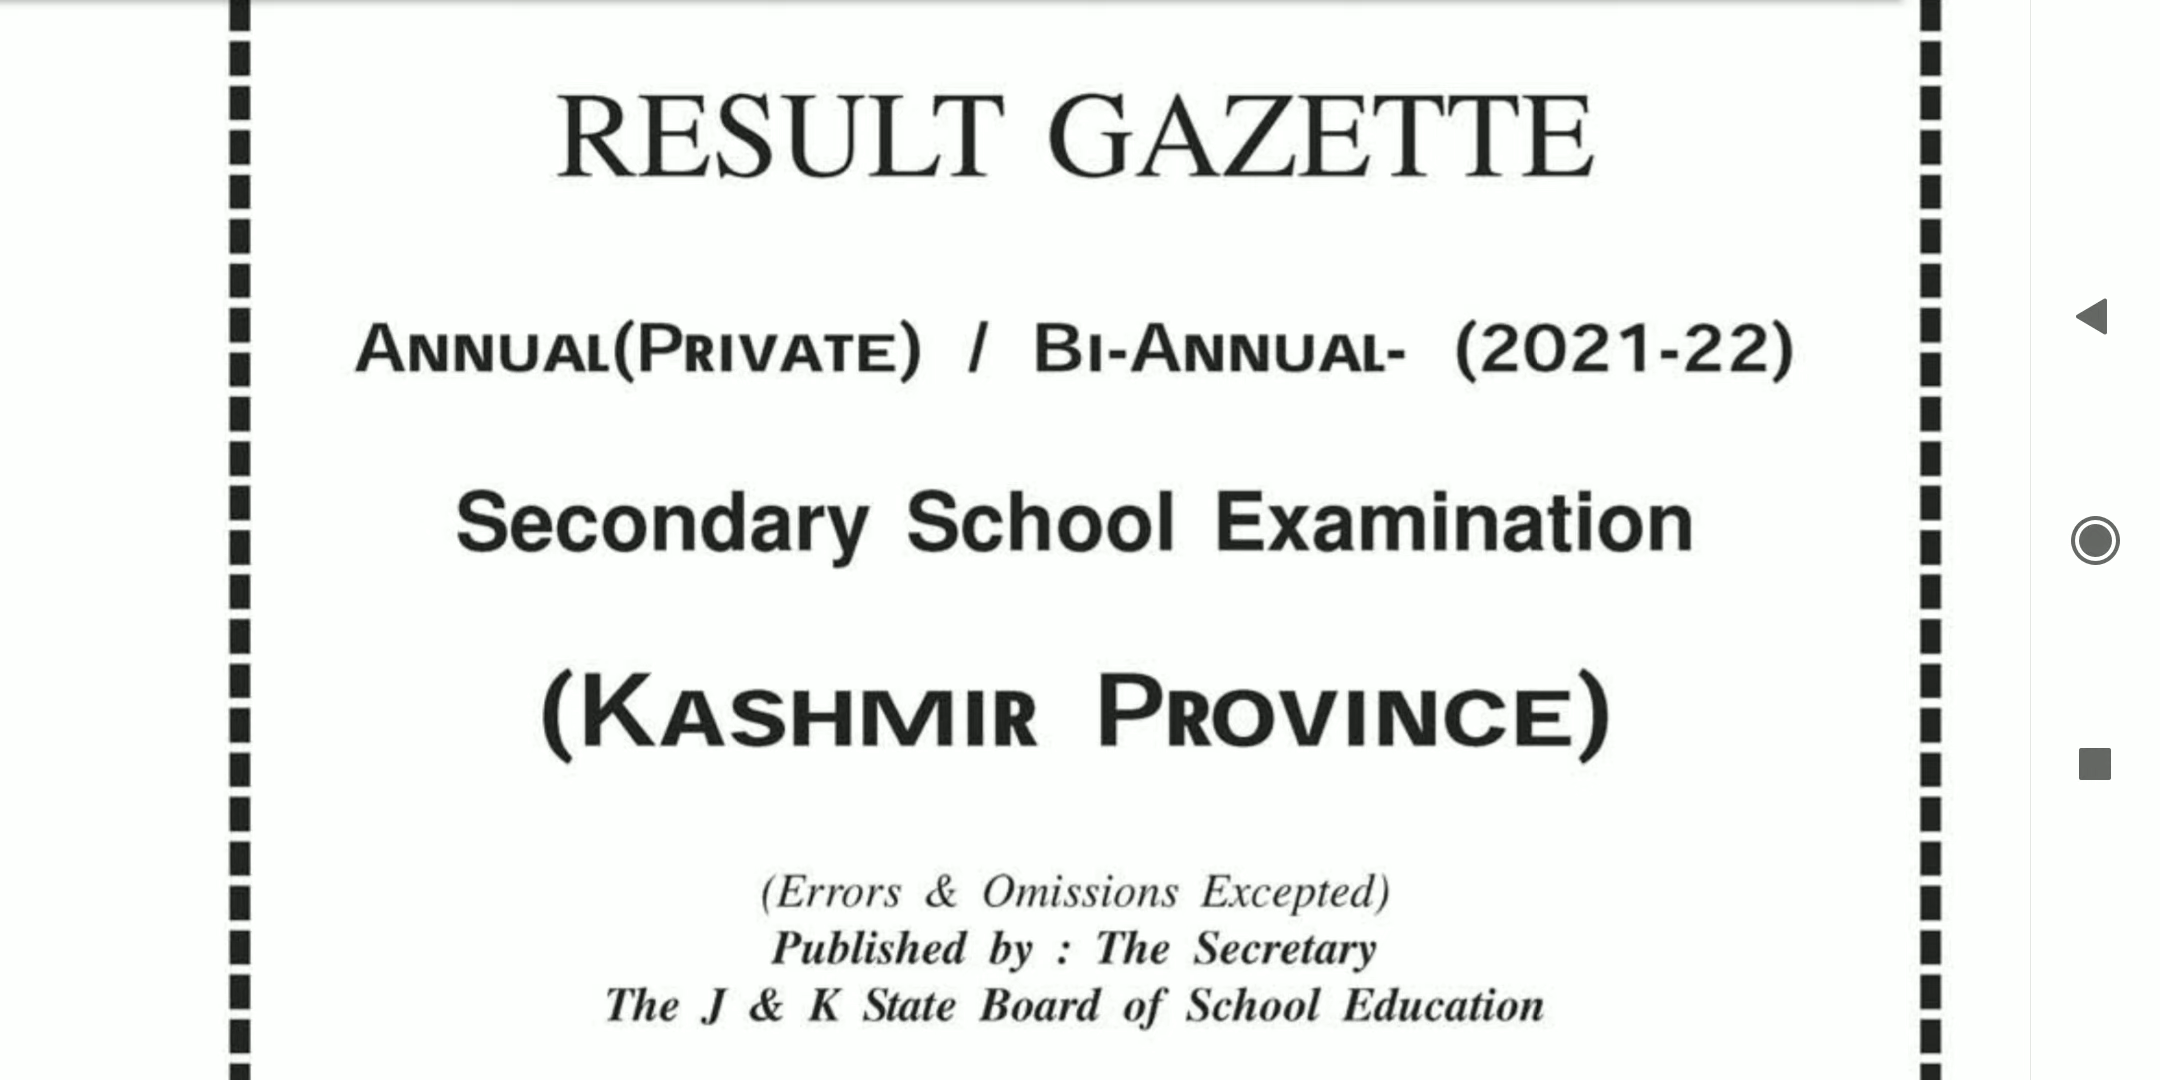 RESULT GAZETTE
Annual(Private) / Bi-Annual- (2021-22)
Secondary School Examination
(Kashmir Province)
(Errors & Omissions Excepted)
Published by : The Secretary
The J & K State Board of School Education